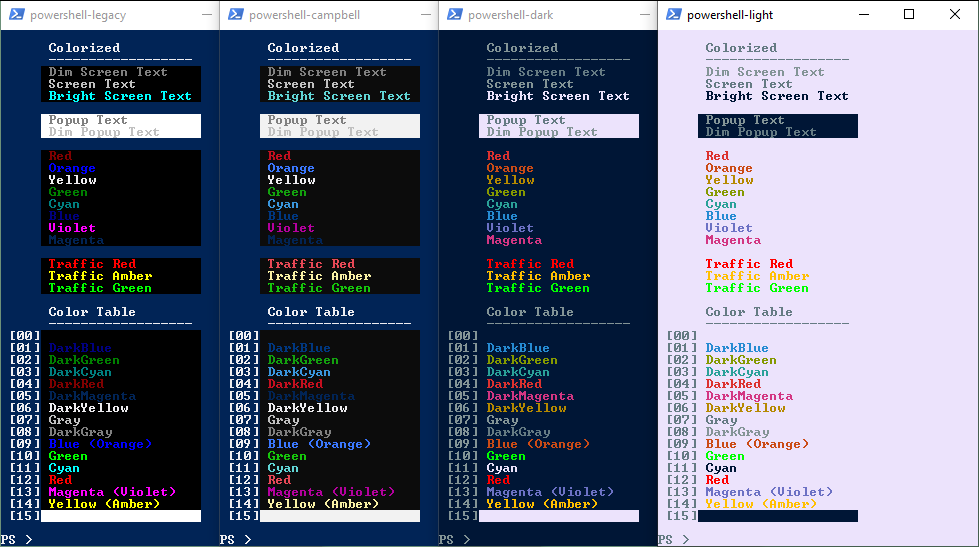 powershell-legacy
Colorized
------------------
Dim Screen Text
Screen Text
Bright Screen Text
Popup Text
Dim Popup Text
Red
Orange
Yellow
Green
Cyan
Blue
Violet
Magenta
Traffic Red
Traffic Amber
Traffic Green
Color Table
------------------
[00]
[01] DarkBlue
[02] DarkGreen
[03] DarkCyan
[04] DarkRed
[05] DarkMagenta
[06] DarkYellow
[07] Gray
[08] DarkGray
[09] Blue (Orange)
[10] Green
[11] Cyan
[12] Red
[13] Magenta (Violet)
[14] Yellow (Amber)
[15]
PS >
powershell-campbell
Colorized
------------------
Dim Screen Text
Screen Text
Bright Screen Text
Popup Text
Dim Popup Text
Red
Orange
Yellow
Green
Cyan
Blue
Violet
Magenta
Traffic Red
Traffic Amber
Traffic Green
Color Table
------------------
[00]
[01] DarkBlue
[02] DarkGreen
[03] DarkCyan
[04] DarkRed
[05] DarkMagenta
[06] DarkYellow
[07] Gray
[08] DarkGray
[09] Blue (Orange)
[10] Green
[11] Cyan
[12] Red
[13] Magenta (Violet)
[14] Yellow (Amber)
[15]
PS >
powershell-dark
Colorized
------------------
Dim Screen Text
Screen Text
Bright Screen Text
Popup Text
Dim Popup Text
Red
Orange
Yellow
Green
Cyan
Blue
Violet
Magenta
Traffic Red
Traffic Amber
Traffic Green
Color Table
------------------
[00]
[01] DarkBlue
[02] DarkGreen
[03] DarkCyan
[04] DarkRed
[05] DarkMagenta
[06] DarkYellow
[07] Gray
[08] DarkGray
[09] Blue (Orange)
[10] Green
[11] Cyan
[12] Red
[13] Magenta (Violet)
[14] Yellow (Amber)
[15]
PS >
powershell-light
Colorized
------------------
Dim Screen Text
Screen Text
Bright Screen Text
Popup Text
Dim Popup Text
Red
Orange
Yellow
Green
Cyan
Blue
Violet
Magenta
Traffic Red
Traffic Amber
Traffic Green
Color Table
------------------
[00]
[01] DarkBlue
[02] DarkGreen
[03] DarkCyan
[04] DarkRed
[05] DarkMagenta
[06] DarkYellow
[07] Gray
[08] DarkGray
[09] Blue (Orange)
[10] Green
[11] Cyan
[12] Red
[13] Magenta (Violet)
[14] Yellow (Amber)
[15]
PS >